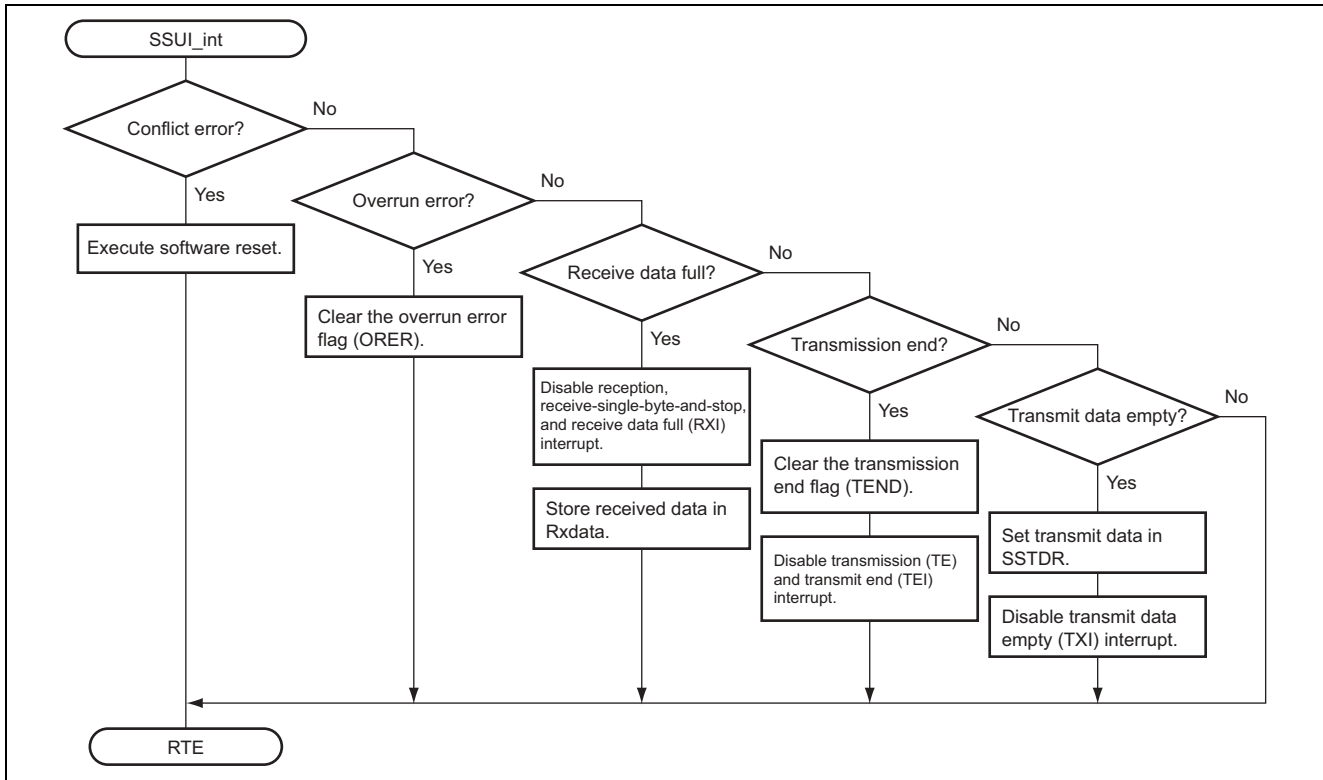 SSUI_int
Conflict error?
No
Yes
Execute software reset.
Overrun error?
No
Yes
Clear the overrun error
flag (ORER).
Receive data full?
No
Yes
Disable reception,
receive-single-byte-and-stop,
and receive data full (RXI)
interrupt.
Store received data in
Rxdata.
Transmission end?
No
Yes
Clear the transmission
end flag (TEND).
Disable transmission (TE)
and transmit end (TEI)
interrupt.
Transmit data empty?
No
Yes
Set transmit data in
SSTDR.
Disable transmit data
empty (TXI) interrupt.
RTE